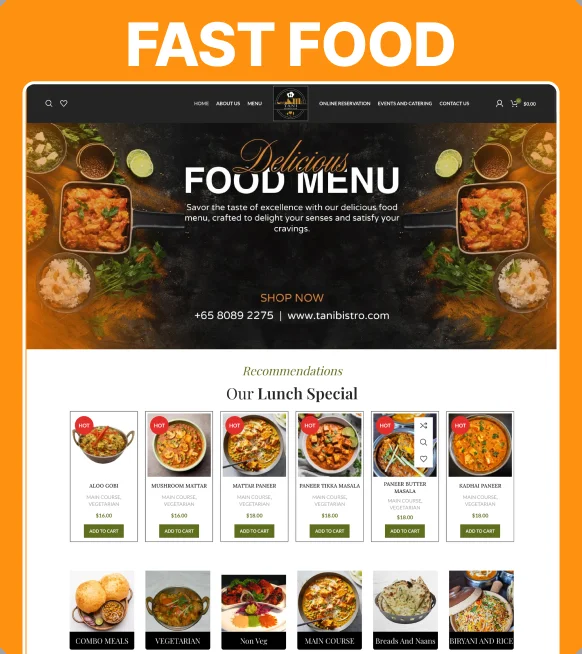 FAST FOOD
HOME ABOUT US MENU ONLINE RESERVATION EVENTS AND CATERING CONTACT US $0.00
Delicious
FOOD MENU
Savor the taste of excellence with our delicious food
menu, crafted to delight your senses and satisfy your
cravings.
SHOP NOW
+65 8089 2275 | www.tanibistro.com
Recommendations
Our Lunch Special
HOT HOT HOT HOT HOT HOT
ALOO GOBI
MAIN COURSE,
VEGETARIAN
$16.00
ADD TO CART
MUSHROOM MATTAR
MAIN COURSE,
VEGETARIAN
$16.00
ADD TO CART
MATTAR PANEER
MAIN COURSE,
VEGETARIAN
$18.00
ADD TO CART
PANEER TIKKA MASALA
MAIN COURSE,
VEGETARIAN
$18.00
ADD TO CART
PANEER BUTTER
MASALA
MAIN COURSE,
VEGETARIAN
$18.00
ADD TO CART
KADHAI PANEER
MAIN COURSE,
VEGETARIAN
$18.00
ADD TO CART
COMBO MEALS
VEGETARIAN
Non Veg
MAIN COURSE
Breads And Naans
BIRYANI AND RICE